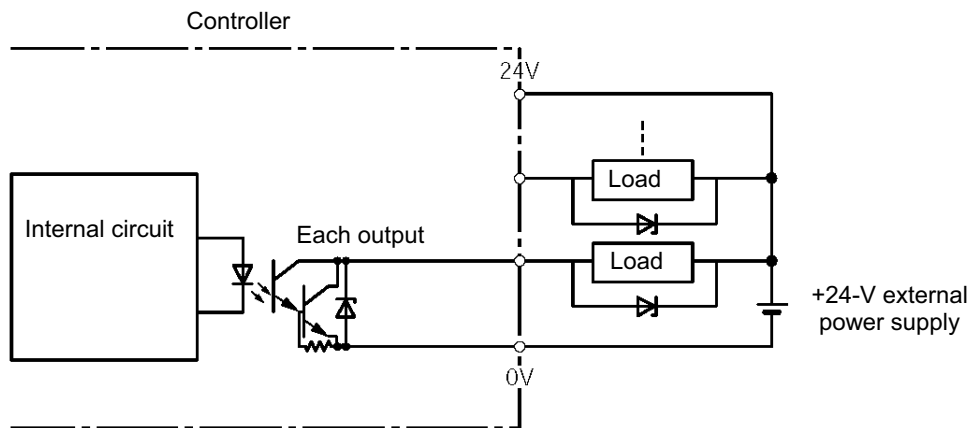 Controller
24V
Load
Internal circuit
Each output
Load
+24-V external
power supply
0V